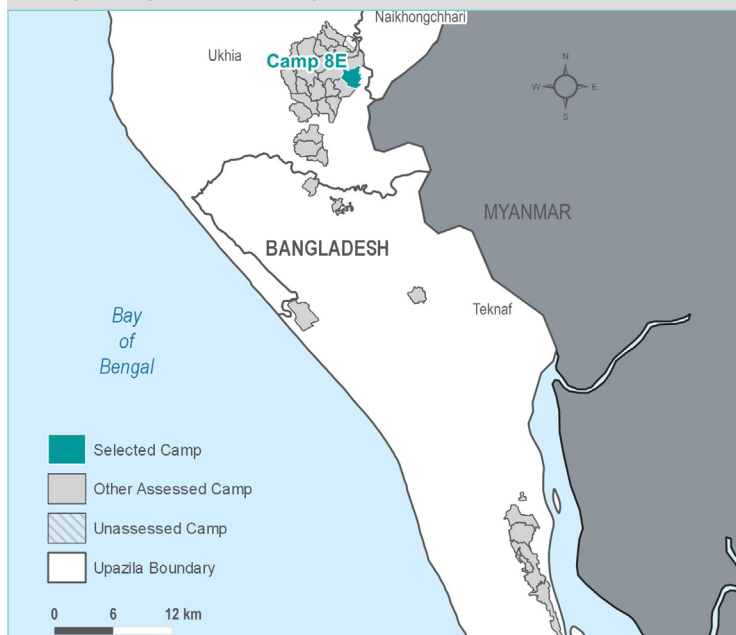 Naikhongchhari
Ukhia
Camp 8E
N
W
E
S
MYANMAR
BANGLADESH
Teknaf
Bay
of
Bengal
Selected Camp
Other Assessed Camp
Unassessed Camp
Upazila Boundary
0 6 12 km